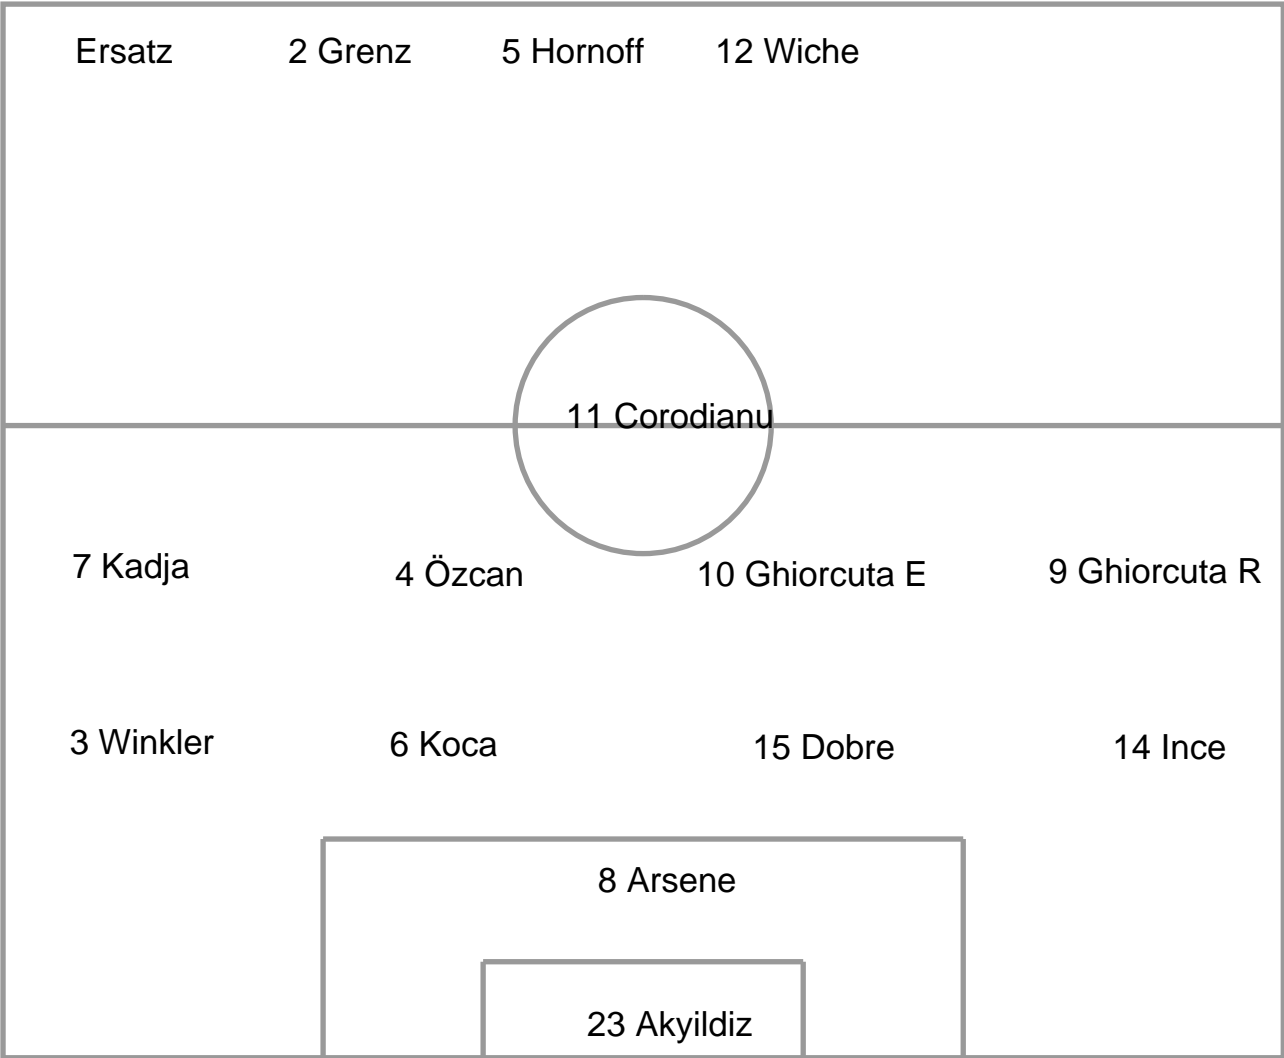 Ersatz 2 Grenz 5 Hornoff 12 Wiche
11 Corodianu
7 Kadja 4 Özcan 10 Ghiorcuta E 9 Ghiorcuta R
3 Winkler 6 Koca 15 Dobre 14 Ince
8 Arsene
23 Akyildiz